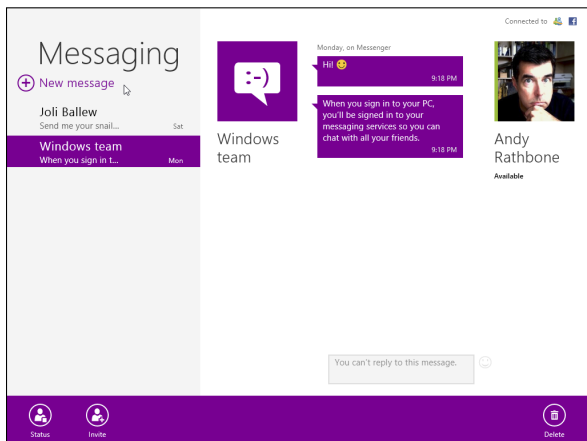 Connected to
Messaging
New message
Joli Ballew
Send me your snail... Sat
Windows team
When you sign in t... Mon
:-)
Windows
team
Monday, on Messenger
Hi!
9:18 PM
When you sign in to your PC,
you'll be signed in to your
messaging services so you can
chat with all your friends.
9:18 PM
Andy
Rathbone
Available
You can't reply to this message.
Status
Invite
Delete